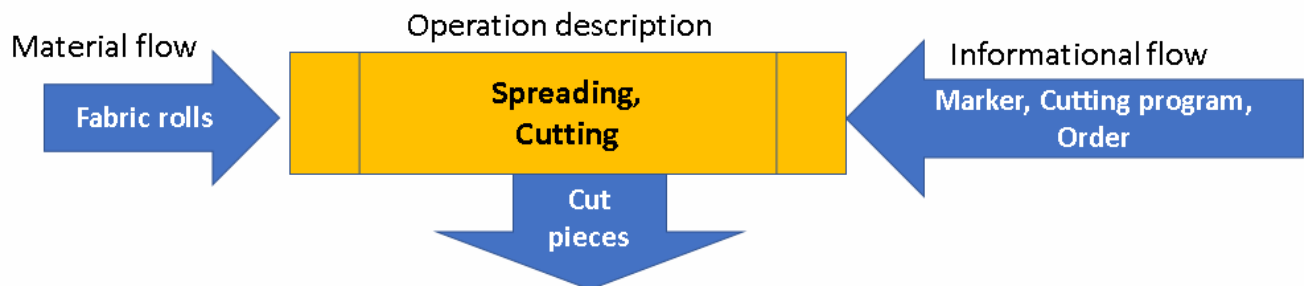 Operation description
Material flow
Informational flow
Fabric rolls
Spreading,
Cutting
Marker, Cutting program,
Order
Cut
pieces